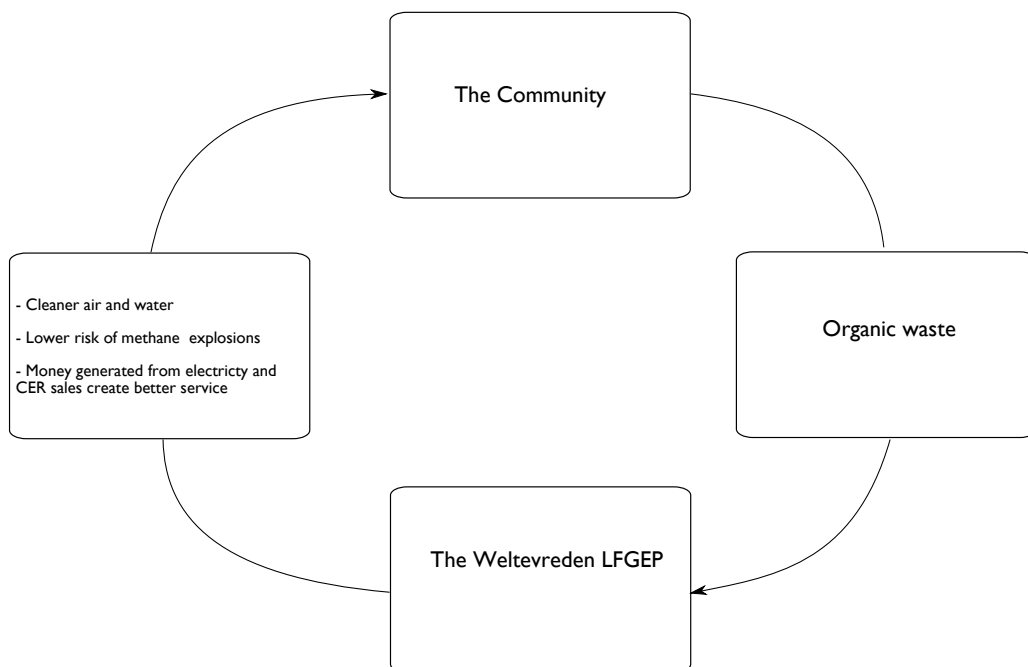 The Community
- Cleaner air and water
- Lower risk of methane explosions
- Money generated from electricty and
CER sales create better service
Organic waste
The Weltevreden LFGEP